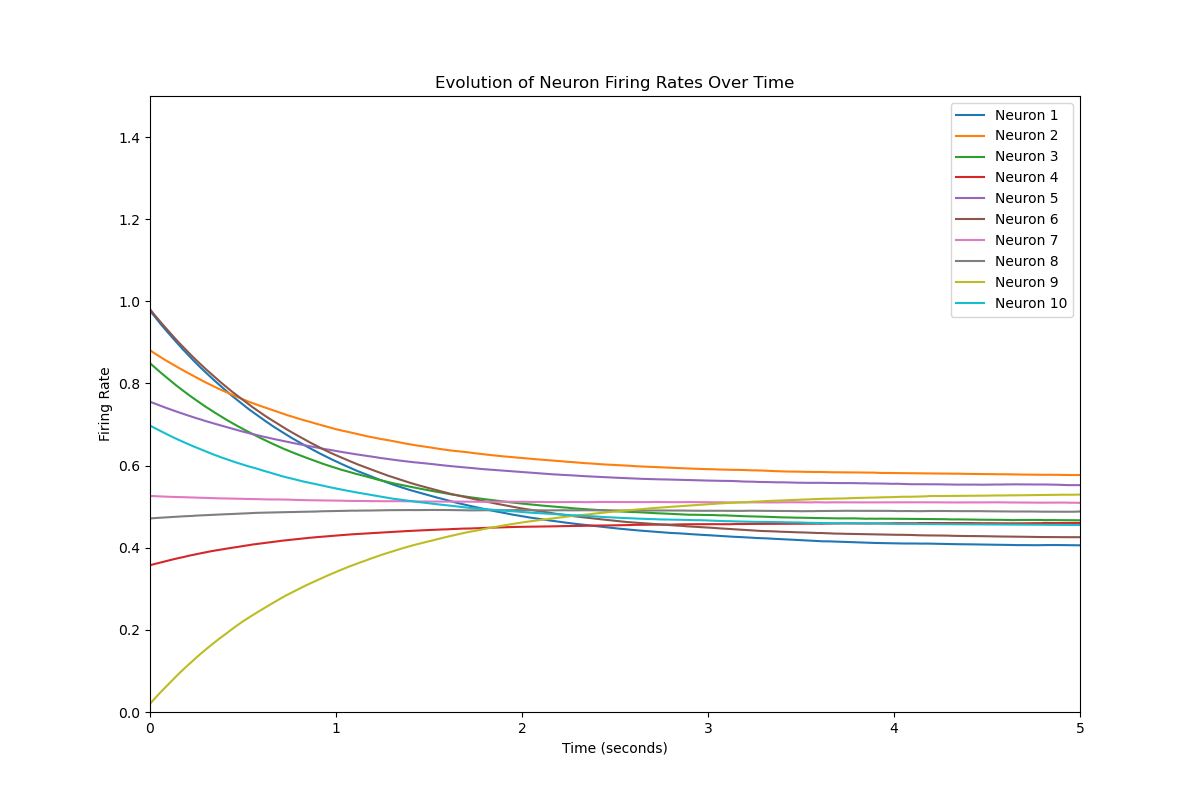 Evolution of Neuron Firing Rates Over Time
Firing Rate
1.4
1.2
1.0
0.8
0.6
0.4
0.2
0.0
Neuron 1
Neuron 2
Neuron 3
Neuron 4
Neuron 5
Neuron 6
Neuron 7
Neuron 8
Neuron 9
Neuron 10
0 1 2 3 4 5
Time (seconds)